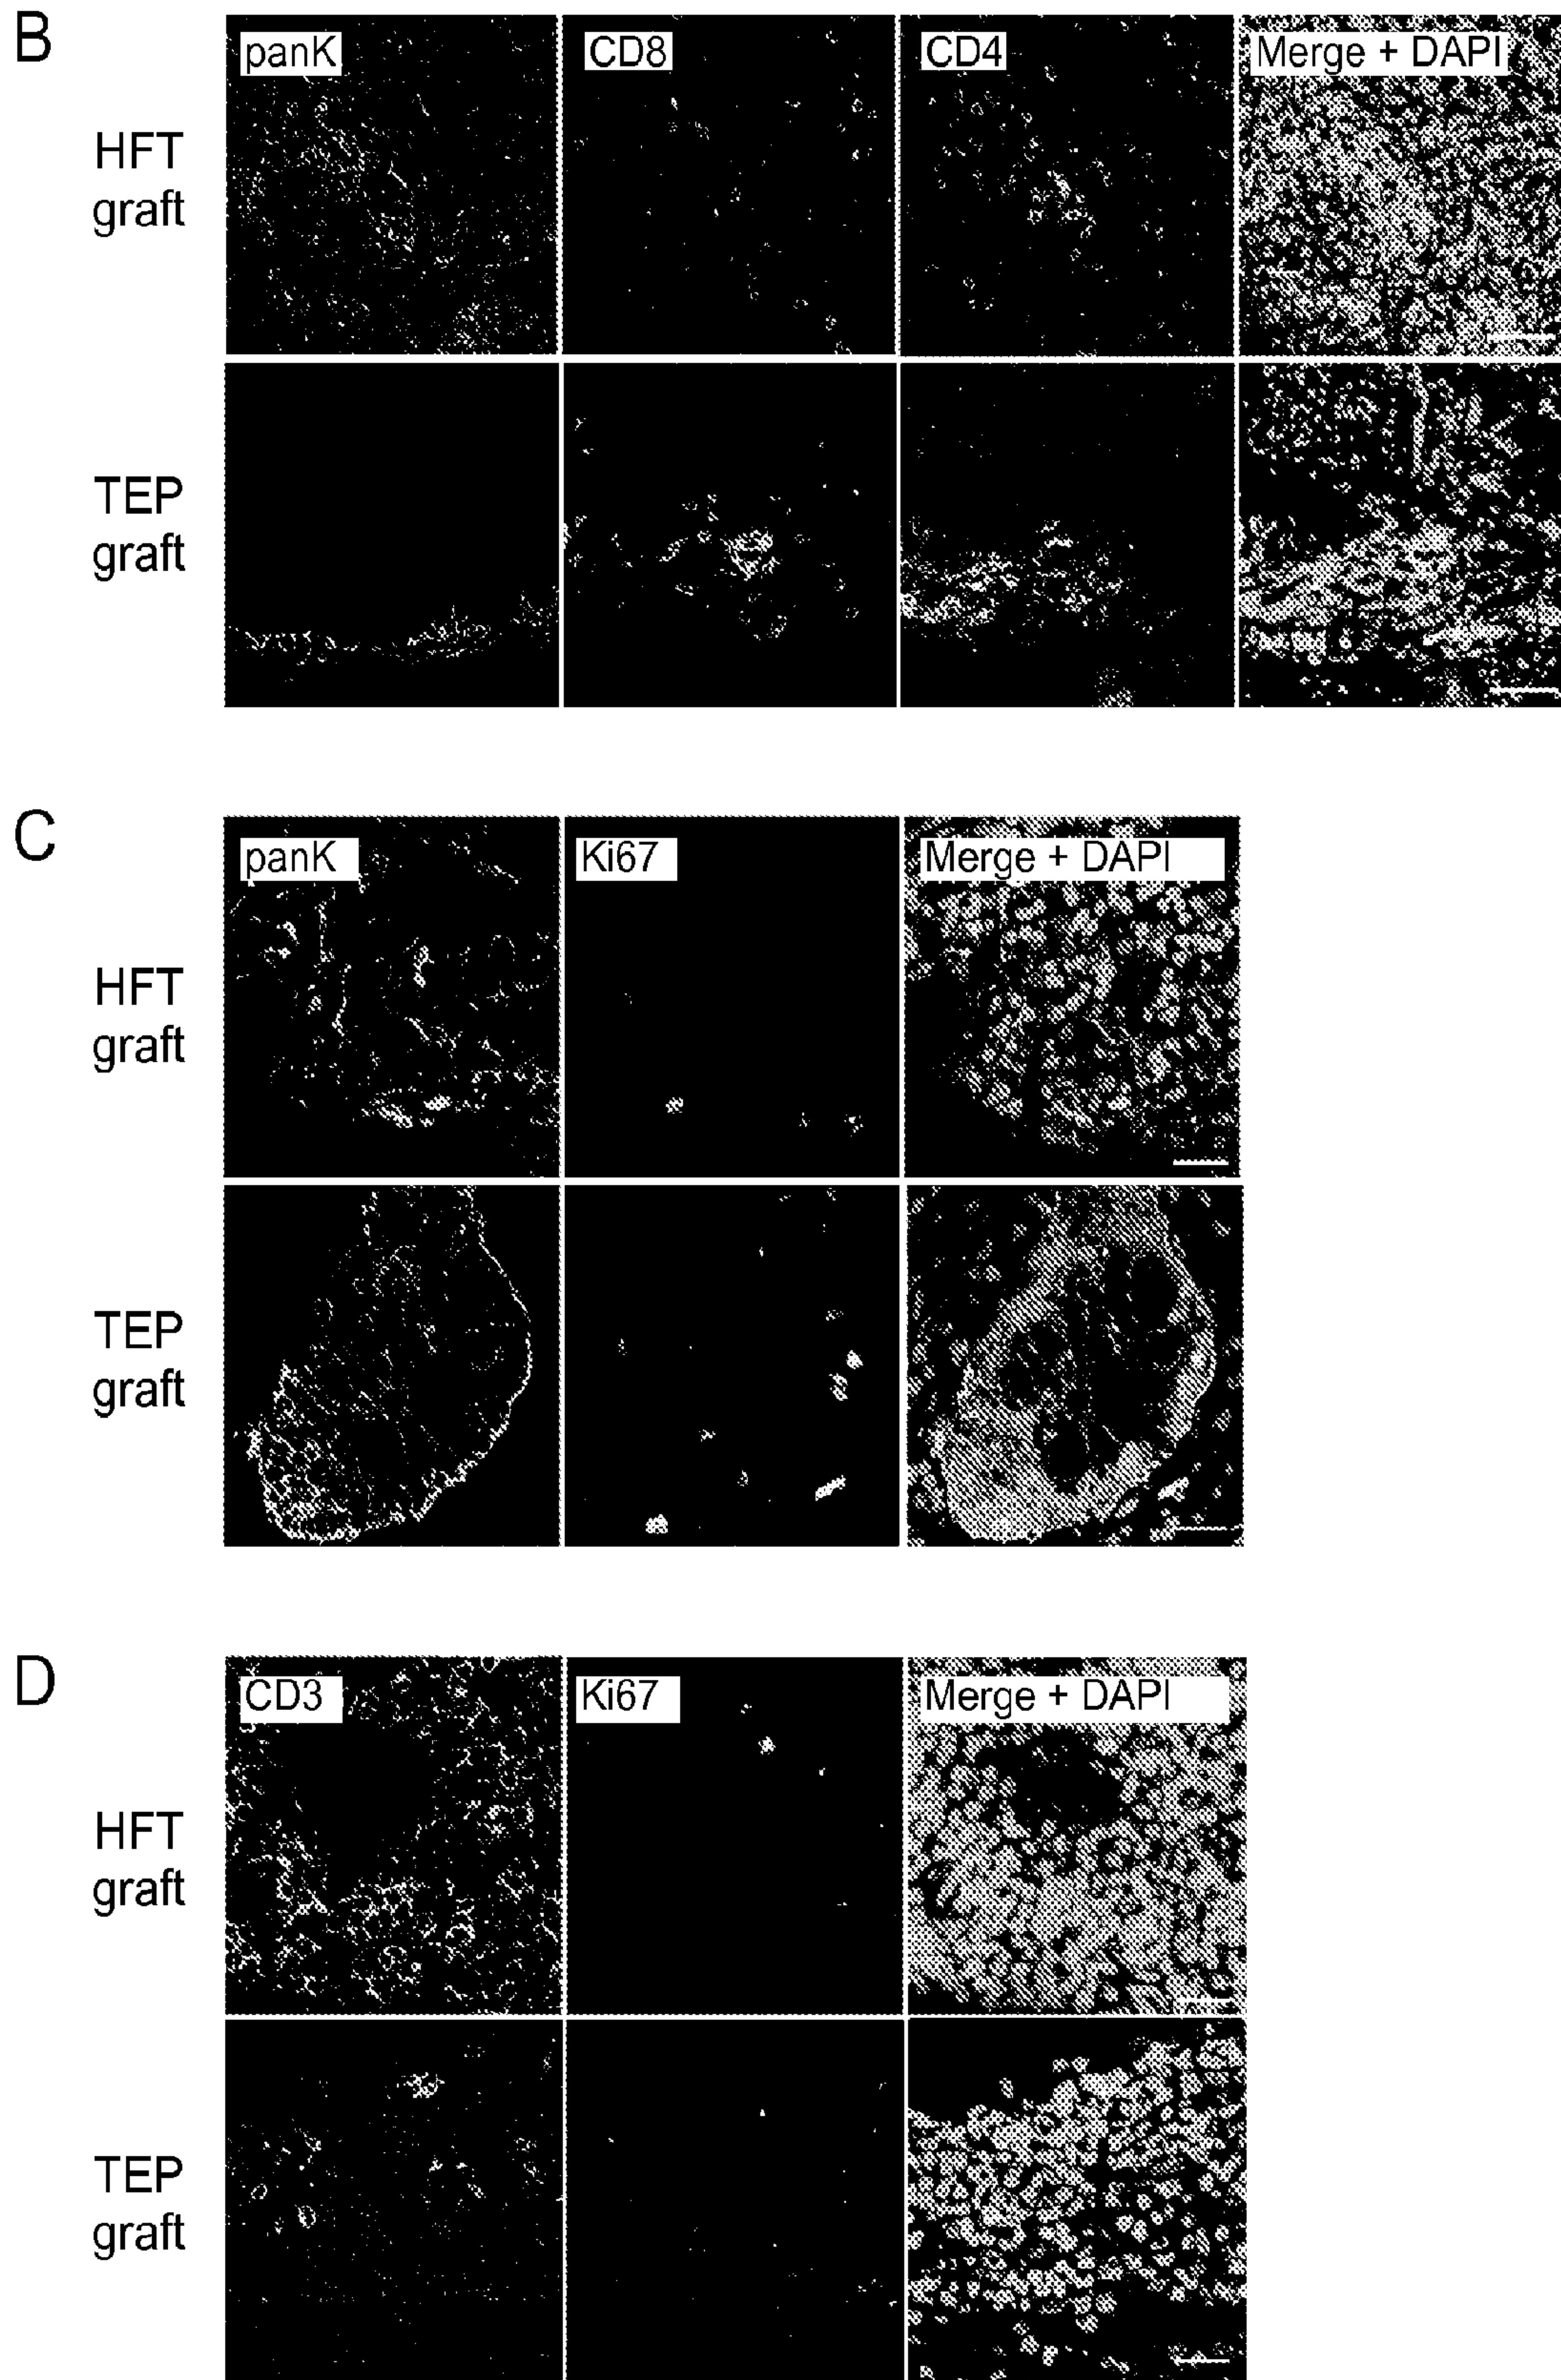 B
panK
CD8
CD4
Merge + DAPI
HFT
graft
TEP
graft
C
panK
Ki67
Merge + DAPI
HFT
graft
TEP
graft
D
CD3
Ki67
Merge + DAPI
HFT
graft
TEP
graft